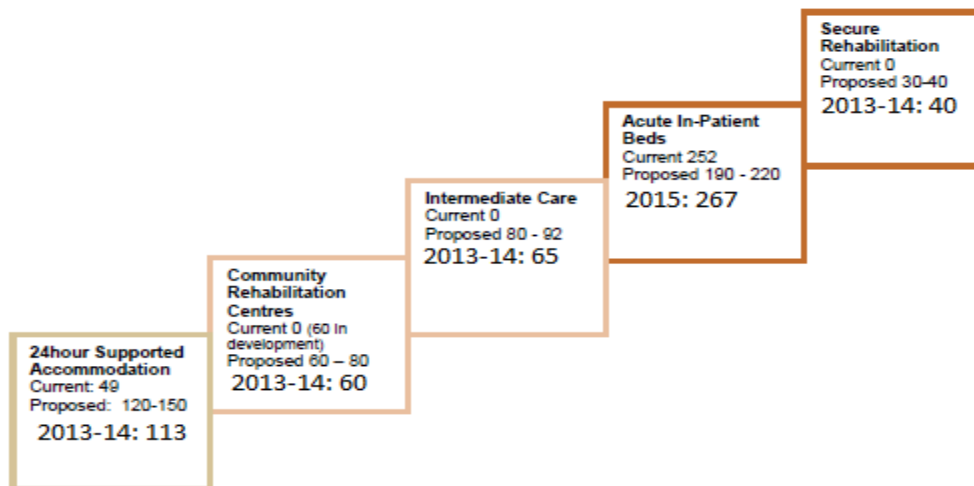 Secure
Rehabilitation
Current 0
Proposed 30-40
2013-14: 40
Acute In-Patient
Beds
Current 252
Proposed 190 - 220
2015: 267
Intermediate Care
Current 0
Proposed 80 - 92
2013-14: 65
Community
Rehabilitation
Centres
Current 0 (60 in
development)
Proposed 60 – 80
2013-14: 60
24hour Supported
Accommodation
Current: 49
Proposed: 120-150
2013-14: 113